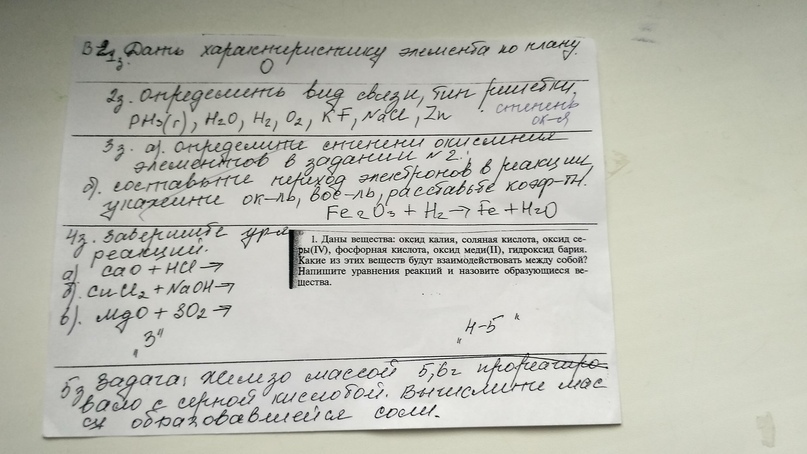 В 2. 1з. Дать характиристику элемента по плану.
О
2з. Определить вид связи, тип решётки,
PH3(г), H2O, H2, O2, KF, NaCl, Zn. степень
ок-я
3з. а). определите степени окисления
элементов в задании №2.
б). составьте переход электронов в реакции
укажите ок-ль, вос-ль, расставьте коэф-ты.
Fe2O3 + H2 → Fe + H2O
4з. Завершите ур-я
реакций.
а) CaO + HCl →
б). CuCl2 + NaOH →
в). MgO + SO2 →
"3"
1. Даны вещества: оксид калия, соляная кислота, оксид се-
ры(IV), фосфорная кислота, оксид меди(II), гидроксид бария.
Какие из этих веществ будут взаимодействовать между собой?
Напишите уравнения реакций и назовите образующиеся ве-
щества.
"4-5"
5з Задача: Железо массой 5,6г прореагиро
вало с серной кислотой. Вычислите мас
су образовавшейся соли.